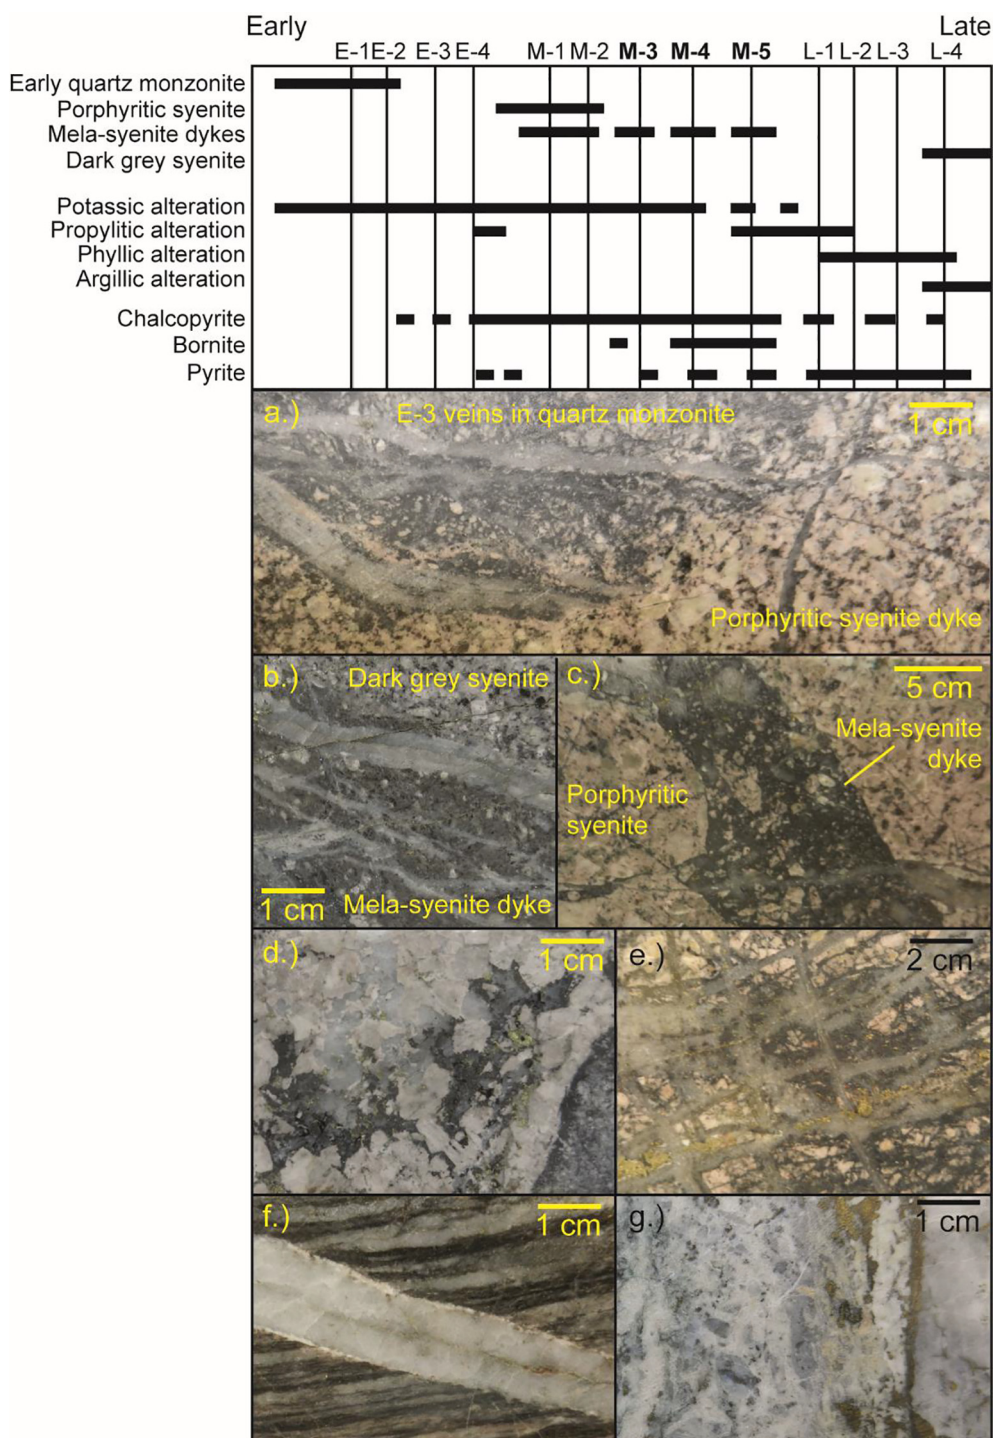 Early Late
E-1 E-2 E-3 E-4 M-1 M-2 M-3 M-4 M-5 L-1 L-2 L-3 L-4
Early quartz monzonite
Porphyritic syenite
Mela-syenite dykes
Dark grey syenite
Potassic alteration
Propylitic alteration
Phyllic alteration
Argillic alteration
Chalcopyrite
Bornite
Pyrite
a.) E-3 veins in quartz monzonite 1 cm
Porphyritic syenite dyke
b.) Dark grey syenite
1 cm Mela-syenite dyke
c.) 5 cm
Mela-syenite
dyke
Porphyritic
syenite
d.) 1 cm
e.) 2 cm
f.) 1 cm
g.) 1 cm